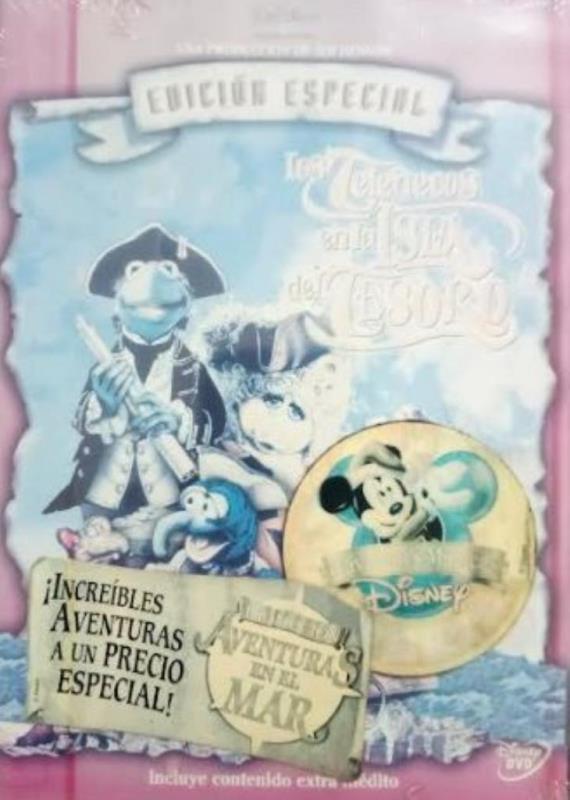 UNA PRODUCCIÓN DE JIM HENSON
EDICIÓN ESPECIAL
Los Teleñecos
en la Isla
del Tesoro
¡INCREÍBLES
AVENTURAS
A UN PRECIO
ESPECIAL!
AVENTURAS
EN EL
MAR
Disney
Disney
DVD
Incluye contenido extra inédito